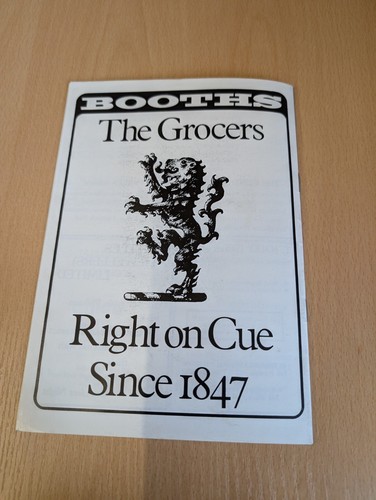 BOOTHS
The Grocers
Right on Cue
Since 1847